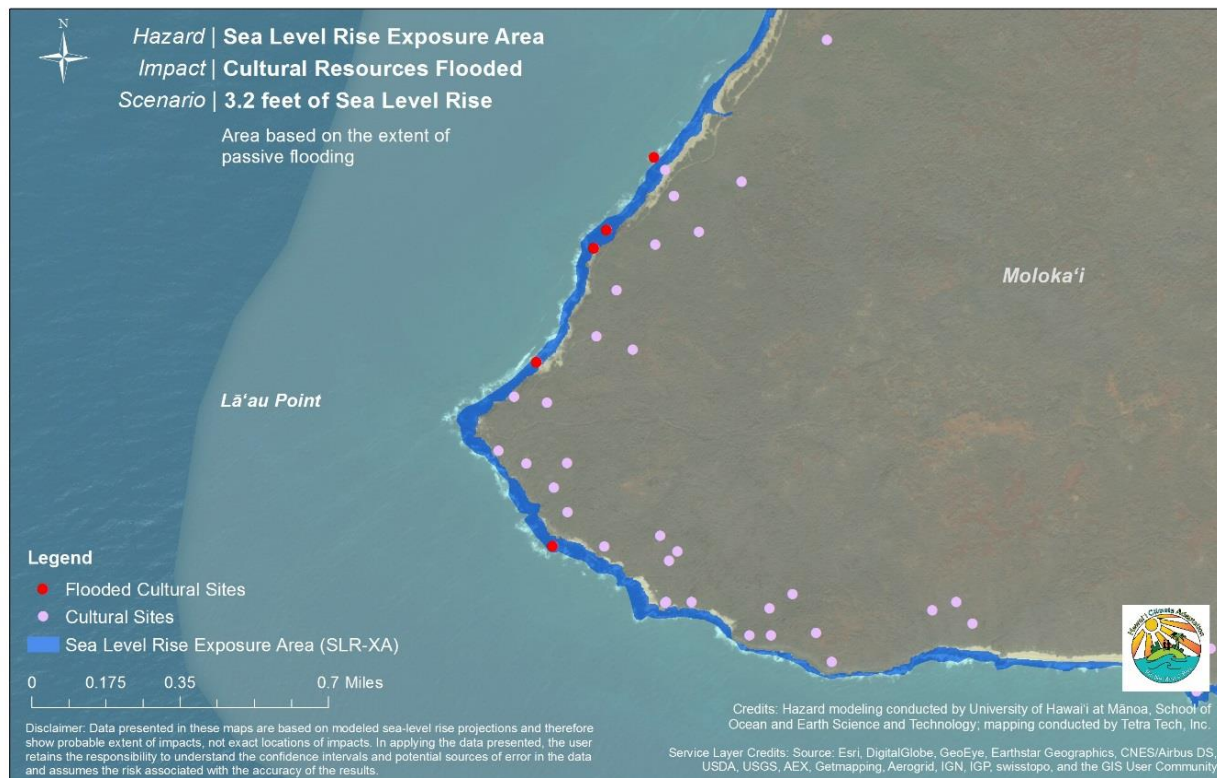 N
Hazard | Sea Level Rise Exposure Area
Impact | Cultural Resources Flooded
Scenario | 3.2 feet of Sea Level Rise
Area based on the extent of
passive flooding
Moloka‘i
Lā‘au Point
Legend
Flooded Cultural Sites
Cultural Sites
Sea Level Rise Exposure Area (SLR-XA)
0 0.175 0.35 0.7 Miles
Disclaimer: Data presented in these maps are based on modeled sea-level rise projections and therefore
show probable extent of impacts, not exact locations of impacts. In applying the data presented, the user
retains the responsibility to understand the confidence intervals and potential sources of error in the data
and assumes the risk associated with the accuracy of the results.
Hawai‘i Climate Adaptation
Credits: Hazard modeling conducted by University of Hawai‘i at Mānoa, School of
Ocean and Earth Science and Technology; mapping conducted by Tetra Tech, Inc.
Service Layer Credits: Source: Esri, DigitalGlobe, GeoEye, Earthstar Geographics, CNES/Airbus DS,
USDA, USGS, AEX, Getmapping, Aerogrid, IGN, IGP, swisstopo, and the GIS User Community